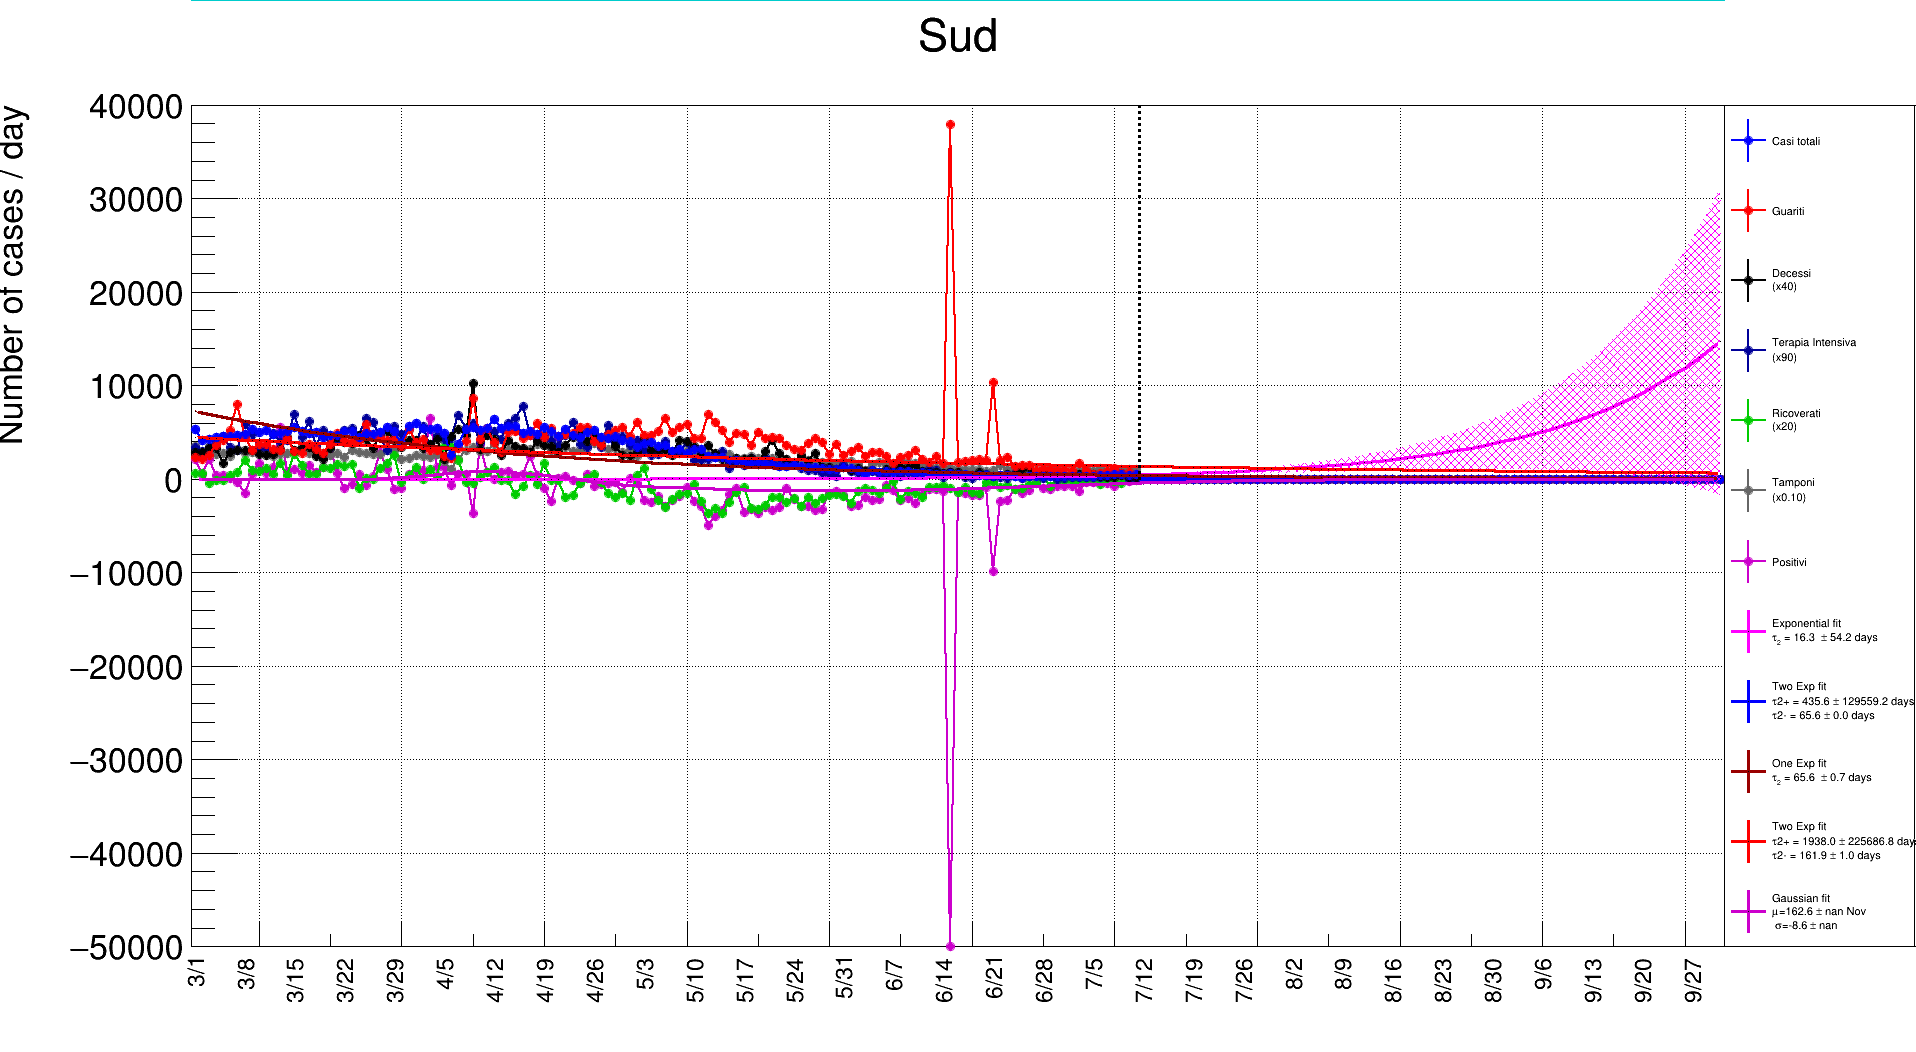 Sud
Number of cases / day
40000
30000
20000
10000
0
−10000
−20000
−30000
−40000
−50000
3/1
3/8
3/15
3/22
3/29
4/5
4/12
4/19
4/26
5/3
5/10
5/17
5/24
5/31
6/7
6/14
6/21
6/28
7/5
7/12
7/19
7/26
8/2
8/9
8/16
8/23
8/30
9/6
9/13
9/20
9/27
Casi totali
Guariti
Decessi
(x40)
Terapia Intensiva
(x90)
Ricoverati
(x20)
Tamponi
(x0.10)
Positivi
Exponential fit
τ2 = 16.3 ± 54.2 days
Two Exp fit
τ2+ = 435.6 ± 129559.2 days
τ2- = 65.6 ± 0.0 days
One Exp fit
τ2 = 65.6 ± 0.7 days
Two Exp fit
τ2+ = 1938.0 ± 225686.8 day
τ2- = 161.9 ± 1.0 days
Gaussian fit
μ=162.6 ± nan Nov
σ=-8.6 ± nan